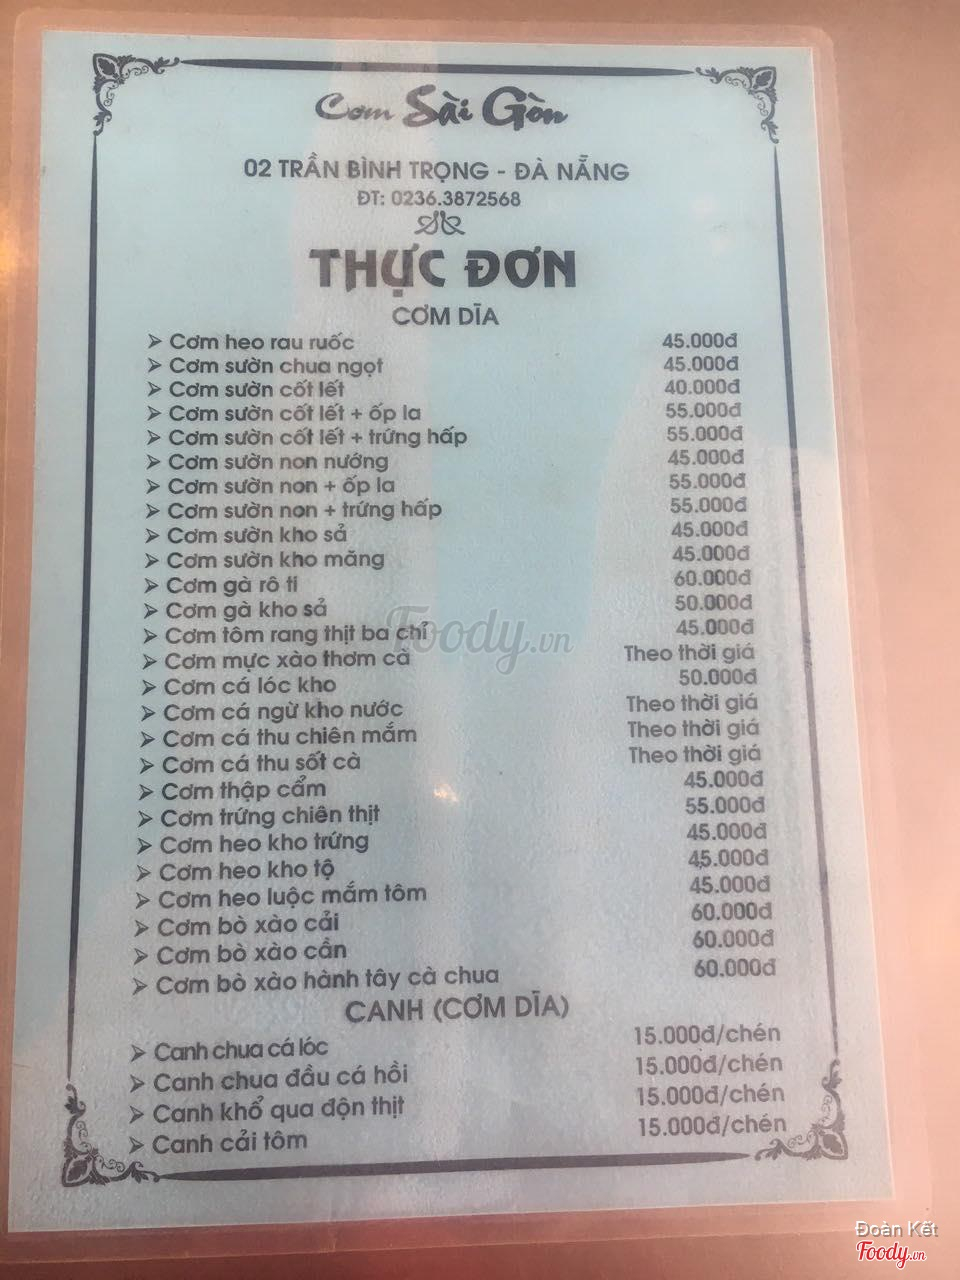 Cơm Sài Gòn
02 TRẦN BÌNH TRỌNG - ĐÀ NẴNG
ĐT: 0236.3872568
THỰC ĐƠN
CƠM DĨA
➢ Cơm heo rau ruốc 45.000đ
➢ Cơm sườn chua ngọt 45.000đ
➢ Cơm sườn cốt lết 40.000đ
➢ Cơm sườn cốt lết + ốp la 55.000đ
➢ Cơm sườn cốt lết + trứng hấp 55.000đ
➢ Cơm sườn non nướng 45.000đ
➢ Cơm sườn non + ốp la 55.000đ
➢ Cơm sườn non + trứng hấp 55.000đ
➢ Cơm sườn kho sả 45.000đ
➢ Cơm sườn kho măng 45.000đ
➢ Cơm gà rô ti 60.000đ
➢ Cơm gà kho sả 50.000đ
➢ Cơm tôm rang thịt ba chỉ 45.000đ
➢ Cơm mực xào thơm cà Theo thời giá
➢ Cơm cá lóc kho 50.000đ
➢ Cơm cá ngừ kho nước Theo thời giá
➢ Cơm cá thu chiên mắm Theo thời giá
➢ Cơm cá thu sốt cà Theo thời giá
➢ Cơm thập cẩm 45.000đ
➢ Cơm trứng chiên thịt 55.000đ
➢ Cơm heo kho trứng 45.000đ
➢ Cơm heo kho tộ 45.000đ
➢ Cơm heo luộc mắm tôm 45.000đ
➢ Cơm bò xào cải 60.000đ
➢ Cơm bò xào cần 60.000đ
➢ Cơm bò xào hành tây cà chua 60.000đ
CANH (CƠM DĨA)
➢ Canh chua cá lóc 15.000đ/chén
➢ Canh chua đầu cá hồi 15.000đ/chén
➢ Canh khổ qua độn thịt 15.000đ/chén
➢ Canh cải tôm 15.000đ/chén
Foody.vn
Đoàn Kết
Foody.vn